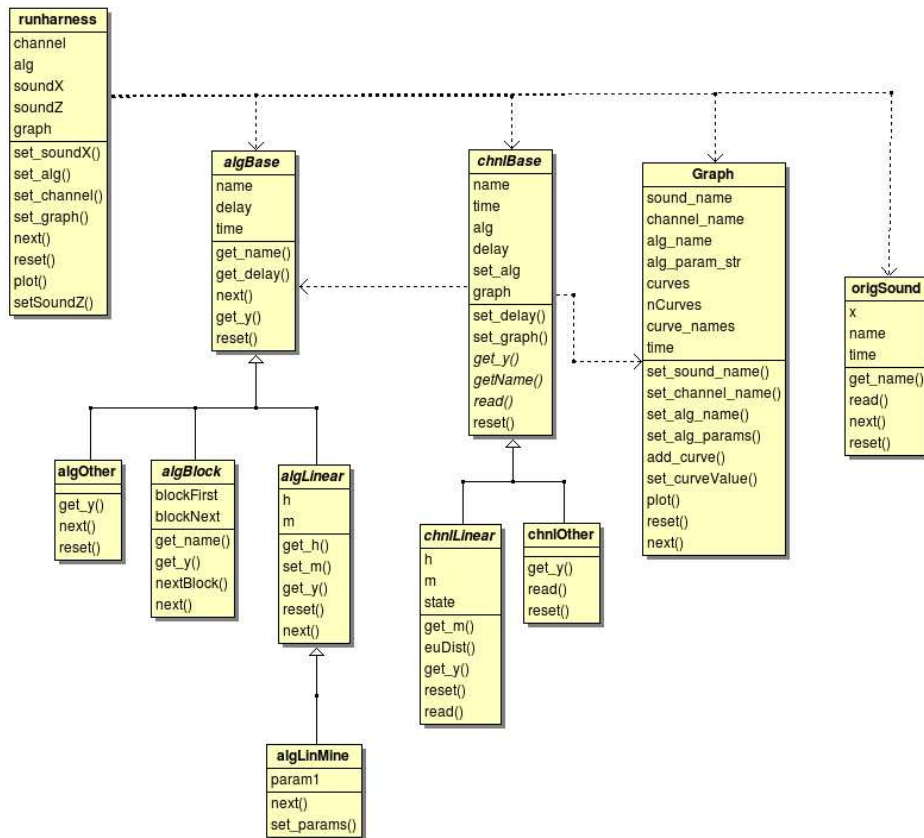 runharness
channel
alg
soundX
soundZ
graph
set_soundX()
set_alg()
set_channel()
set_graph()
next()
reset()
plot()
setSoundZ()
algBase
name
delay
time
get_name()
get_delay()
next()
get_y()
reset()
chnlBase
name
time
alg
delay
set_alg
graph
set_delay()
set_graph()
get_y()
getName()
read()
reset()
Graph
sound_name
channel_name
alg_name
alg_param_str
curves
nCurves
curve_names
time
set_sound_name()
set_channel_name()
set_alg_name()
set_alg_params()
add_curve()
set_curveValue()
plot()
reset()
next()
origSound
x
name
time
get_name()
read()
next()
reset()
algOther
get_y()
next()
reset()
algBlock
blockFirst
blockNext
get_name()
get_y()
nextBlock()
next()
algLinear
h
m
get_h()
set_m()
get_y()
reset()
next()
chnlLinear
h
m
state
get_m()
euDist()
get_y()
reset()
read()
chnlOther
get_y()
read()
reset()
algLinMine
param1
next()
set_params()